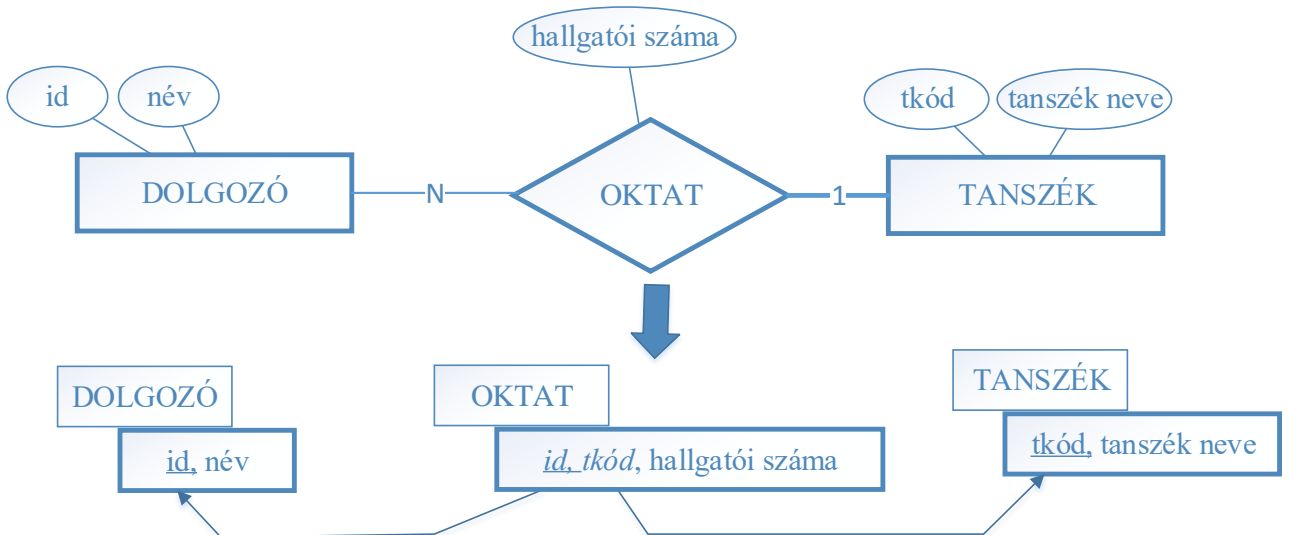 hallgatói száma
id
név
tkód
tanszék neve
DOLGOZÓ
N
OKTAT
1
TANSZÉK
DOLGOZÓ
OKTAT
TANSZÉK
id, név
id, tkód, hallgatói száma
tkód, tanszék neve